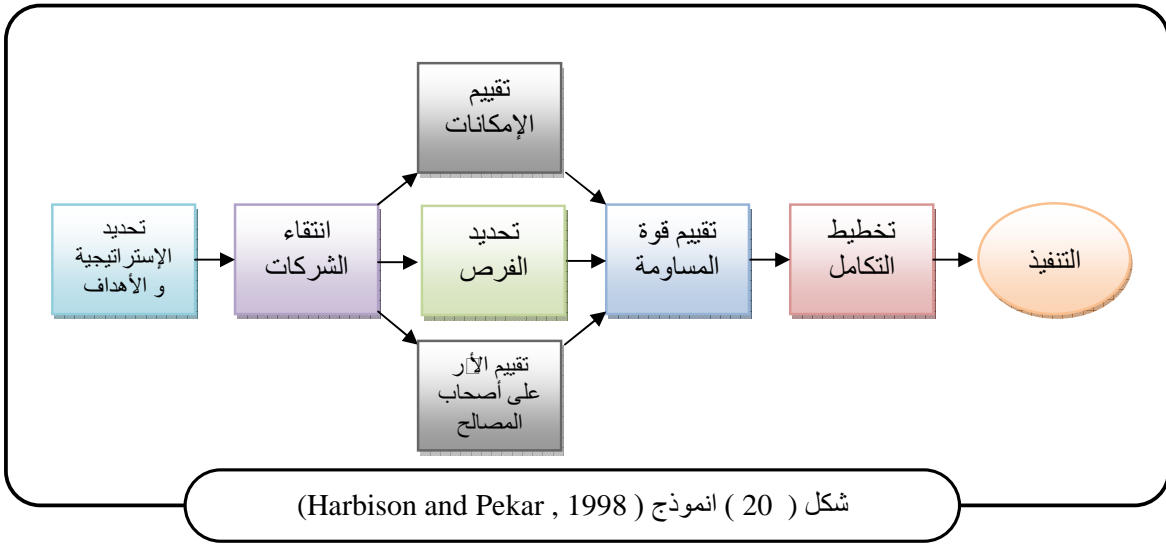 تقييم
الإمكانات
تحديد
الإستراتيجية
و الأهداف
انتقاء
الشركات
تحديد
الفرص
تقييم قوة
المساومة
تخطيط
التكامل
التنفيذ
تقييم
على أصحاب
المصالح
شكل ( 20 ) انموذج (Harbison and Pekar , 1998 )